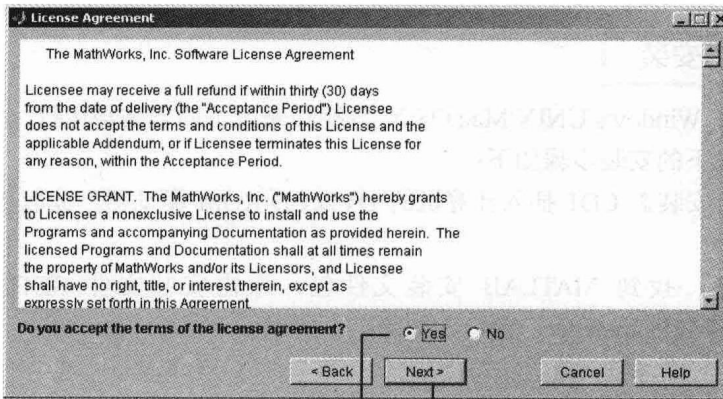 License Agreement
The MathWorks, Inc. Software License Agreement
Licensee may receive a full refund if within thirty (30) days
from the date of delivery (the "Acceptance Period") Licensee
does not accept the terms and conditions of this License and the
applicable Addendum, or if Licensee terminates this License for
any reason, within the Acceptance Period.
LICENSE GRANT. The MathWorks, Inc. ("MathWorks") hereby grants
to Licensee a nonexclusive License to install and use the
Programs and accompanying Documentation as provided herein. The
licensed Programs and Documentation shall at all times remain
the property of MathWorks and/or its Licensors, and Licensee
shall have no right, title, or interest therein, except as
expressly set forth in this Agreement.
Do you accept the terms of the license agreement? Yes No
< Back Next > Cancel Help